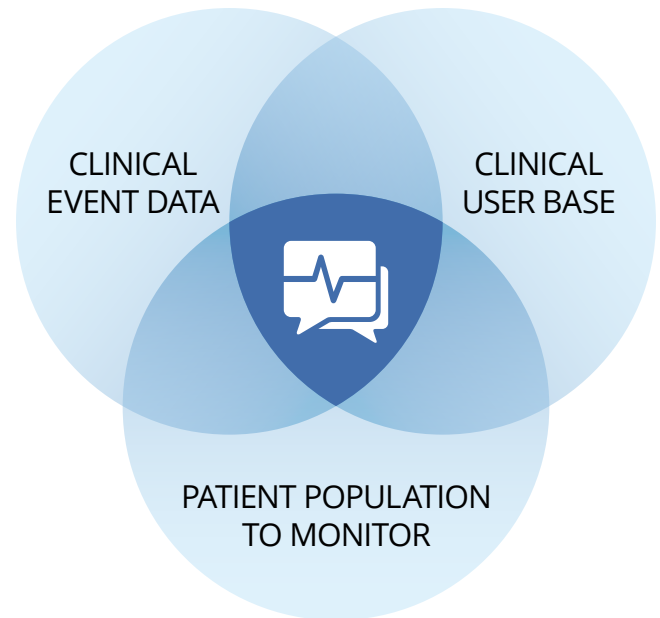 CLINICAL
EVENT DATA
CLINICAL
USER BASE
PATIENT POPULATION
TO MONITOR